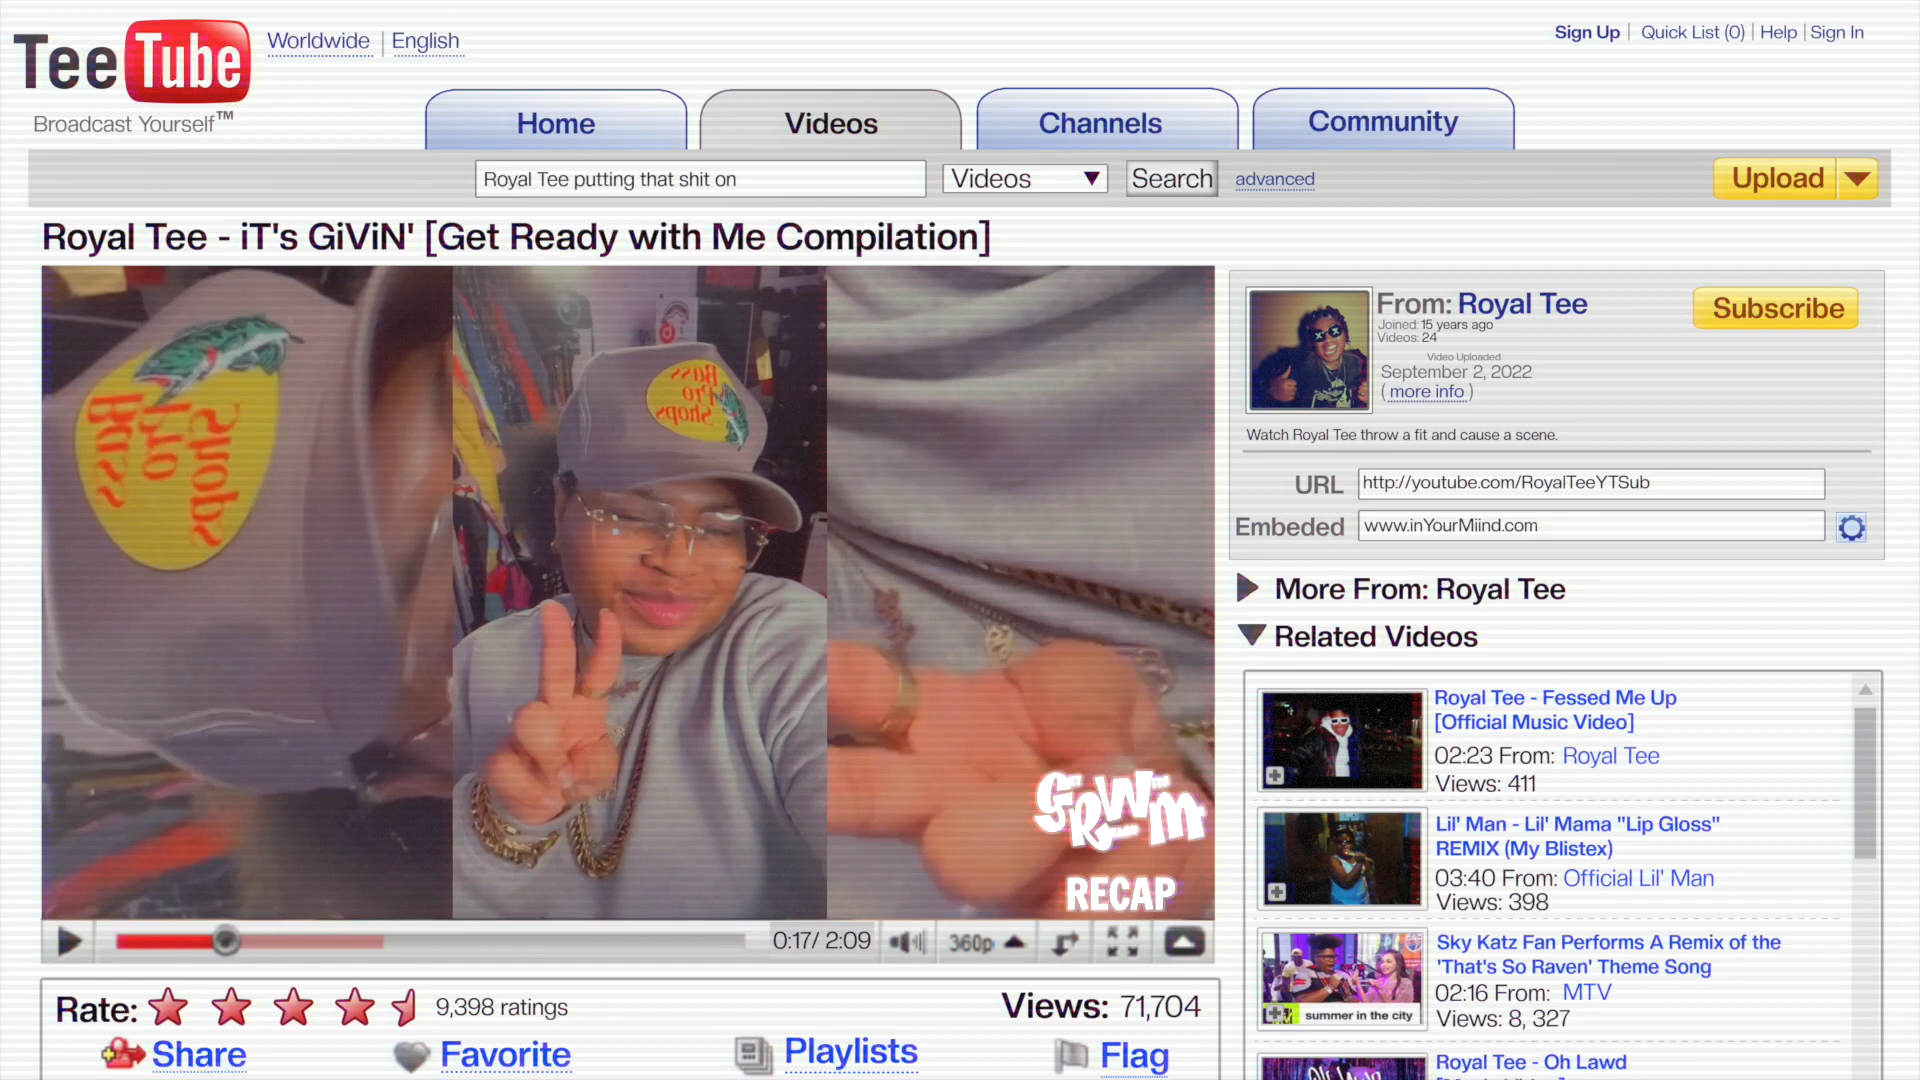 TeeTube
Worldwide | English
Sign Up | Quick List (0) | Help | Sign In
Broadcast Yourself™
Home
Videos
Channels
Community
Royal Tee putting that shit on
Videos
Search
advanced
Upload
Royal Tee - iT's GiViN' [Get Ready with Me Compilation]
Bass
Pro
Shops
Bass
Pro
Shops
GRWM
RECAP
0:17/ 2:09
360p
Rate:
9,398 ratings
Views: 71,704
Share
Favorite
Playlists
Flag
From: Royal Tee
Joined: 15 years ago
Videos: 24
Video Uploaded
September 2, 2022
( more info )
Subscribe
Watch Royal Tee throw a fit and cause a scene.
URL
http://youtube.com/RoyalTeeYTSub
Embeded
www.inYourMiind.com
More From: Royal Tee
Related Videos
Royal Tee - Fessed Me Up
[Official Music Video]
02:23 From: Royal Tee
Views: 411
Lil' Man - Lil' Mama "Lip Gloss"
REMIX (My Blistex)
03:40 From: Official Lil' Man
Views: 398
summer in the city
Sky Katz Fan Performs A Remix of the
'That's So Raven' Theme Song
02:16 From: MTV
Views: 8, 327
Royal Tee - Oh Lawd